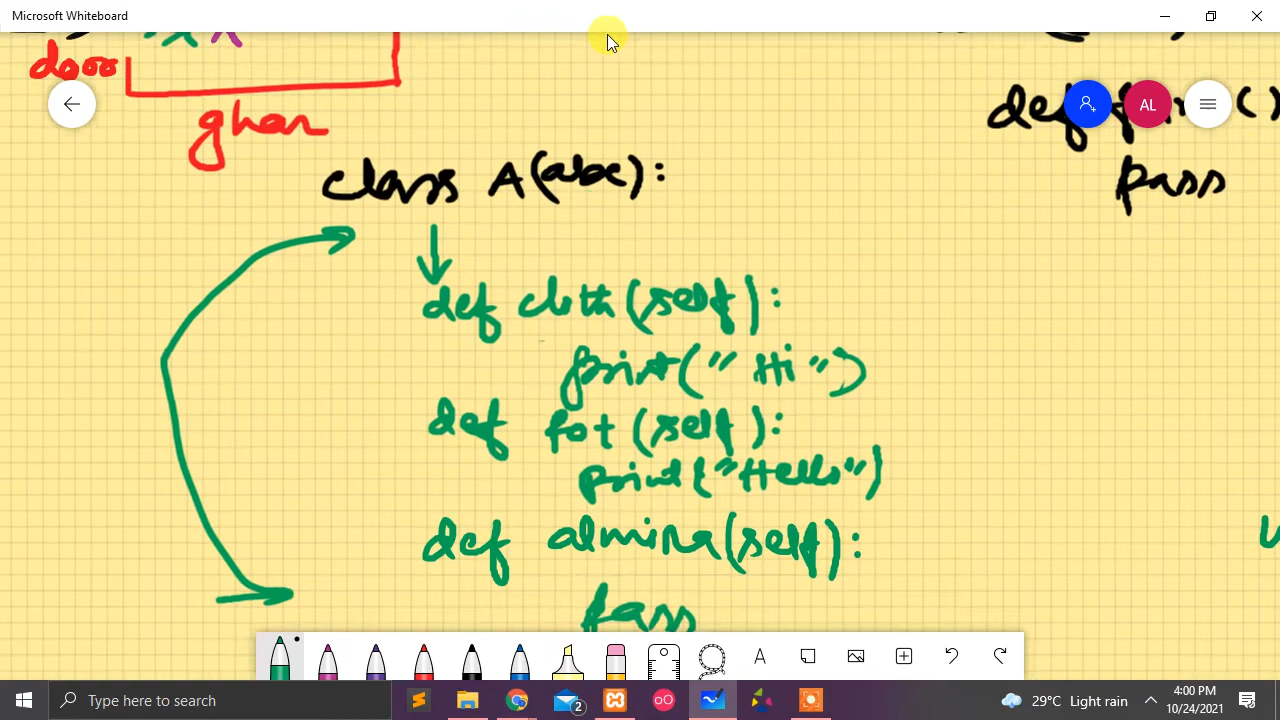 Microsoft Whiteboard
door
ghar
AL
def ()
pass
class A(abc):
def cloth (self):
print(" Hi ")
def fot (self):
print("Hello")
def almira(self):
pass
A
Type here to search
2
29°C Light rain
4:00 PM
10/24/2021